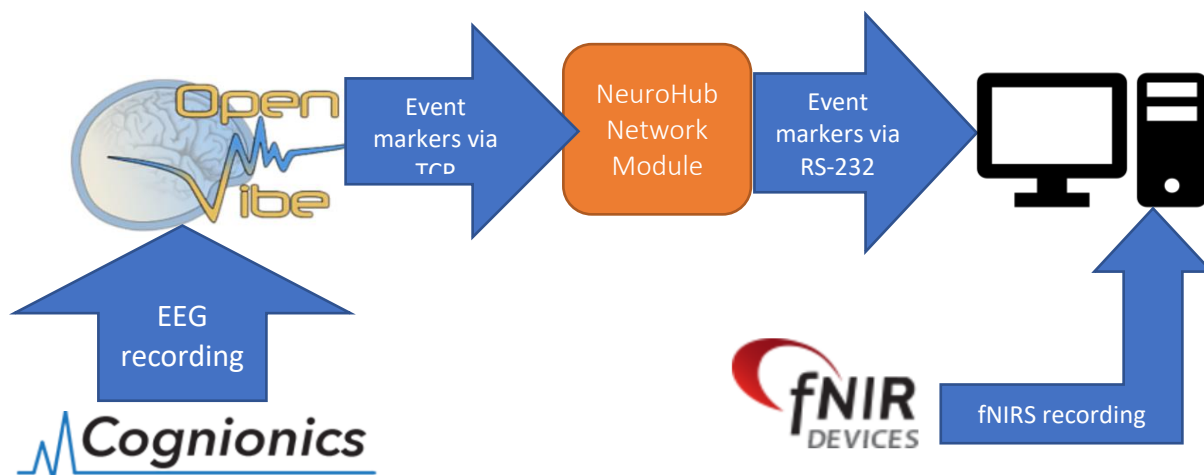 Open
Vibe
Event
markers via
TCP
NeuroHub
Network
Module
Event
markers via
RS-232
EEG
recording
Cognionics
fNIR
DEVICES
fNIRS recording